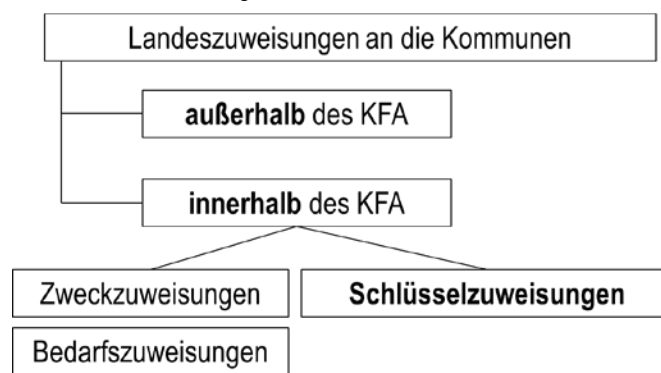 Landeszuweisungen an die Kommunen
außerhalb des KFA
innerhalb des KFA
Zweckzuweisungen
Schlüsselzuweisungen
Bedarfszuweisungen